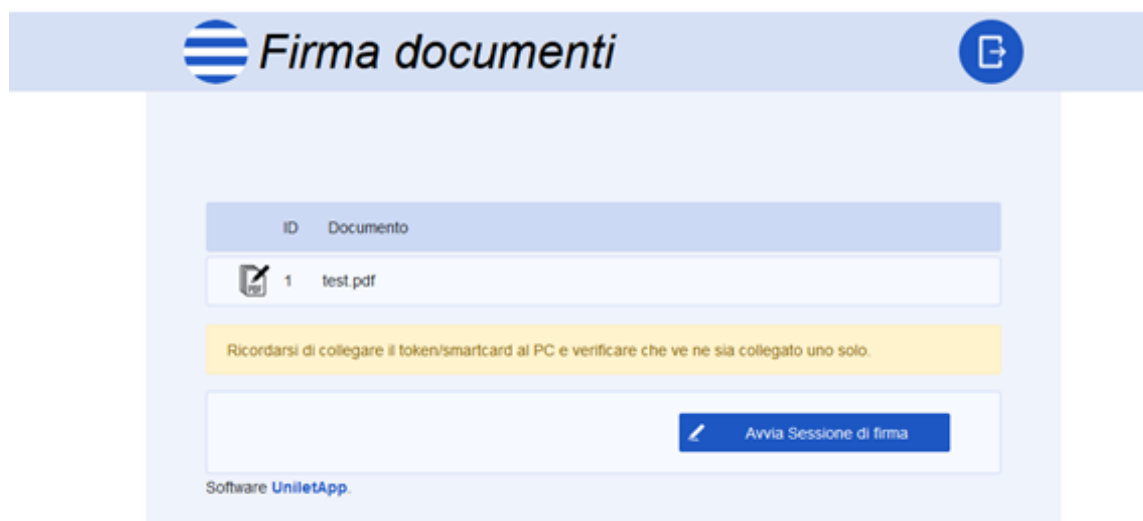 Firma documenti
ID Documento
PDF
1 test.pdf
Ricordarsi di collegare il token/smartcard al PC e verificare che ve ne sia collegato uno solo.
Avvia Sessione di firma
Software UniletApp.